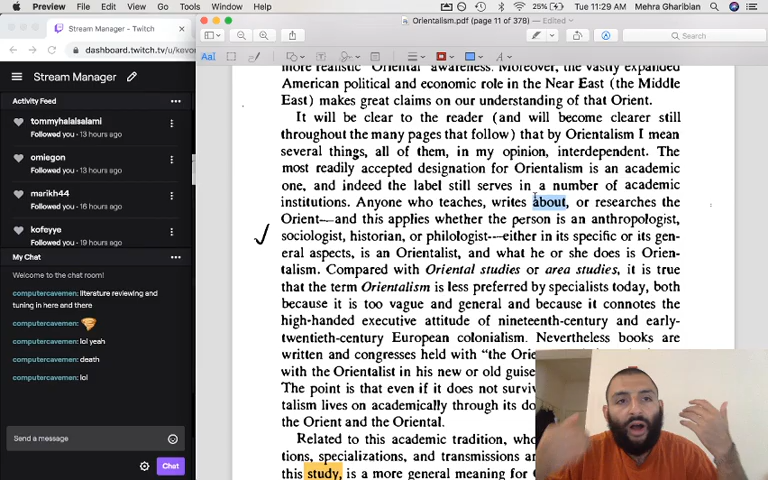 Preview File Edit View Go Tools Window Help
25% Tue 11:29 AM Mehra Gharibian
Stream Manager - Twitch
dashboard.twitch.tv/u/kevor
Stream Manager
Activity Feed
tommyhalalsalami
Followed you · 13 hours ago
omiegon
Followed you · 13 hours ago
marikh44
Followed you · 16 hours ago
kofeyye
Followed you · 19 hours ago
My Chat
Welcome to the chat room!
computercavemen: literature reviewing and
tuning in here and there
computercavemen:
computercavemen: lol yeah
computercavemen: death
computercavemen: lol
Send a message
Chat
Orientalism.pdf (page 11 of 378) — Edited
Search
more realistic "Oriental" awareness. Moreover, the vastly expanded
American political and economic role in the Near East (the Middle
East) makes great claims on our understanding of that Orient.
It will be clear to the reader (and will become clearer still
throughout the many pages that follow) that by Orientalism I mean
several things, all of them, in my opinion, interdependent. The
most readily accepted designation for Orientalism is an academic
one, and indeed the label still serves in a number of academic
institutions. Anyone who teaches, writes about, or researches the
Orient—and this applies whether the person is an anthropologist,
sociologist, historian, or philologist—either in its specific or its gen-
eral aspects, is an Orientalist, and what he or she does is Orien-
talism. Compared with Oriental studies or area studies, it is true
that the term Orientalism is less preferred by specialists today, both
because it is too vague and general and because it connotes the
high-handed executive attitude of nineteenth-century and early-
twentieth-century European colonialism. Nevertheless books are
written and congresses held with "the Orie
with the Orientalist in his new or old guise
The point is that even if it does not surviv
talism lives on academically through its do
the Orient and the Oriental.
Related to this academic tradition, who
tions, specializations, and transmissions ar
this study, is a more general meaning for